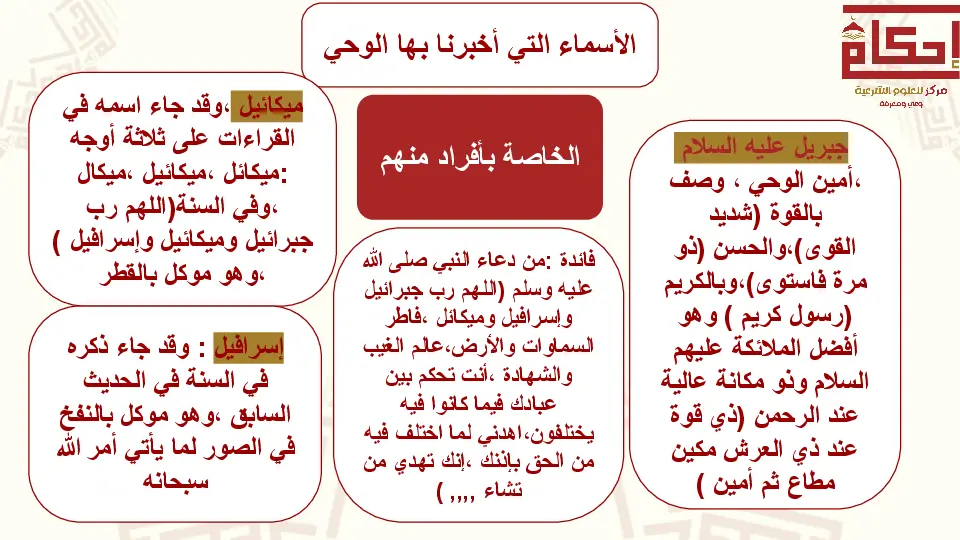 الأسماء التي أخبرنا بها الوحي
إحكام
مركز للعلوم الشرعية
وعي ومعرفة
الخاصة بأفراد منهم
جبريل عليه السلام
،أمين الوحي ، وصف
بالقوة (شديد
القوى)،والحسن (ذو
مرة فاستوى)،وبالكريم
(رسول كريم ) وهو
أفضل الملائكة عليهم
السلام وذو مكانة عالية
عند الرحمن (ذي قوة
عند ذي العرش مكين
مطاع ثم أمين )
فائدة :من دعاء النبي صلى الله
عليه وسلم (اللهم رب جبرائيل
وإسرافيل وميكائل ،فاطر
السماوات والأرض،عالم الغيب
والشهادة ،أنت تحكم بين
عبادك فيما كانوا فيه
يختلفون،اهدني لما اختلف فيه
من الحق بإذنك ،إنك تهدي من
تشاء ,,,, )
ميكائيل ،وقد جاء اسمه في
القراءات على ثلاثة أوجه
:ميكائل ،ميكائيل ،ميكال
،وفي السنة(اللهم رب
جبرائيل وميكائيل وإسرافيل )
،وهو موكل بالقطر
إسرافيل : وقد جاء ذكره
في السنة في الحديث
السابق ،وهو موكل بالنفخ
في الصور لما يأتي أمر الله
سبحانه